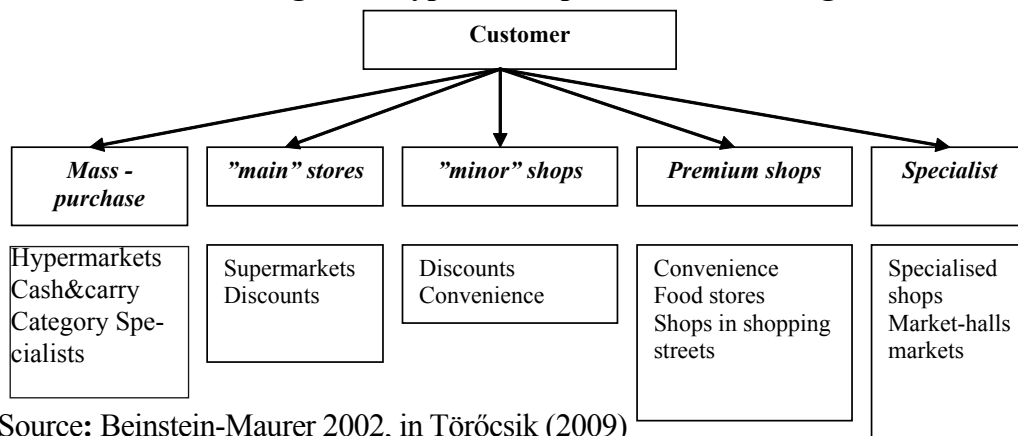 Customer
Mass -
purchase
”main” stores
”minor” shops
Premium shops
Specialist
Hypermarkets
Cash&carry
Category Spe-
cialists
Supermarkets
Discounts
Discounts
Convenience
Convenience
Food stores
Shops in shopping
streets
Specialised
shops
Market-halls
markets
Source: Beinstein-Maurer 2002, in Törőcsik (2009)